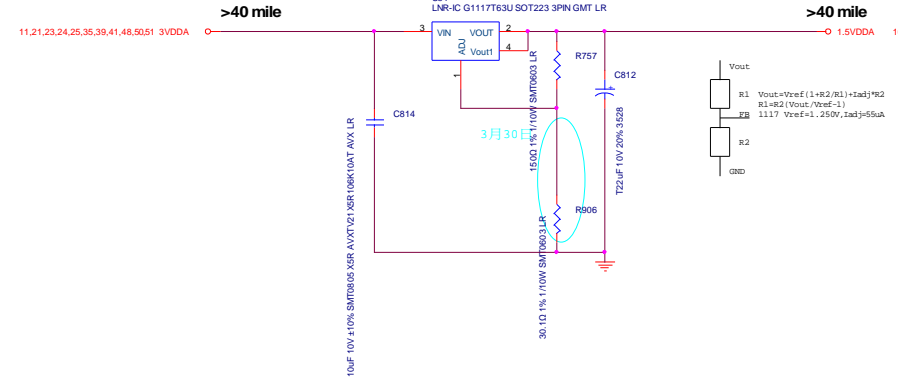 LNR-IC G1117T63U SOT223 3PIN GMT LR
>40 mile
>40 mile
11,21,23,24,25,35,39,41,48,50,51 3VDDA
3
VIN
VOUT
2
ADJ
Vout1
4
1
1.5VDDA
1
R757
150Ω 1% 1/10W SMT0603 LR
C812
T22uF 10V 20% 3528
C814
10uF 10V ±10% SMT0805 X5R AVXTV21X5R106K10AT AVX LR
3月30日
R906
30.1Ω 1% 1/10W SMT0603 LR
Vout
R1
Vout=Vref(1+R2/R1)+Iadj*R2
R1=R2(Vout/Vref-1)
FB
1117 Vref=1.250V,Iadj=55uA
R2
GND